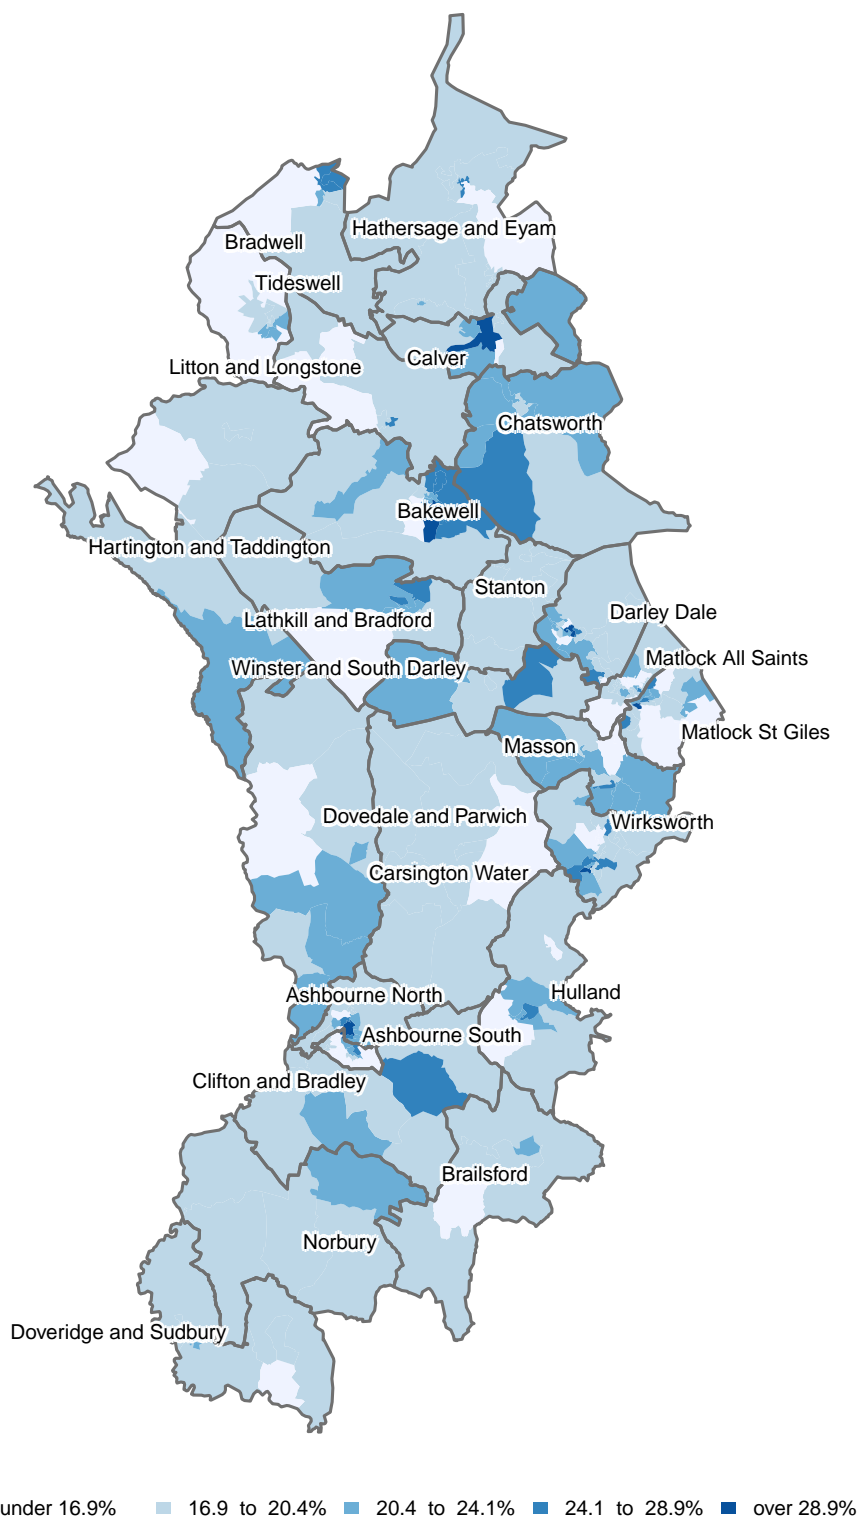 Hathersage and Eyam
Bradwell
Tideswell
Calver
Litton and Longstone
Chatsworth
Bakewell
Hartington and Taddington
Stanton
Darley Dale
Lathkill and Bradford
Matlock All Saints
Winster and South Darley
Matlock St Giles
Masson
Dovedale and Parwich
Wirksworth
Carsington Water
Hulland
Ashbourne North
Ashbourne South
Clifton and Bradley
Brailsford
Norbury
Doveridge and Sudbury
under 16.9% 16.9 to 20.4% 20.4 to 24.1% 24.1 to 28.9% over 28.9%